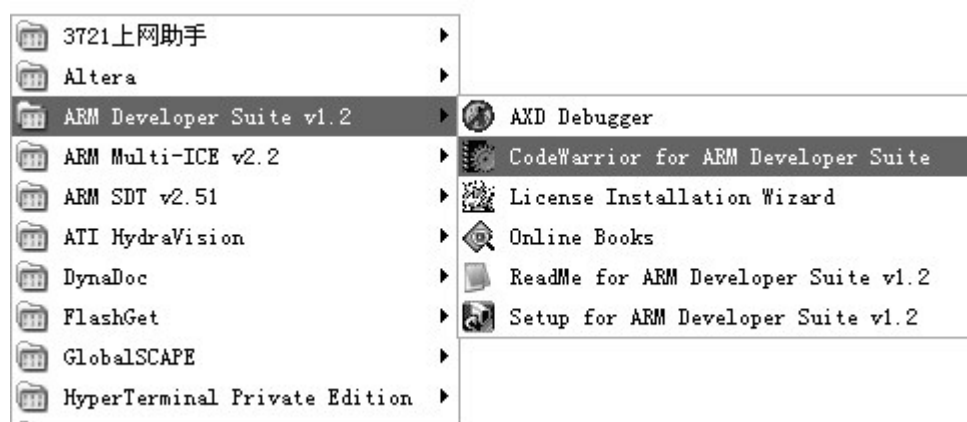 3721上网助手
Altera
ARM Developer Suite v1.2
ARM Multi-ICE v2.2
ARM SDT v2.51
ATI HydraVision
DynaDoc
FlashGet
GlobalSCAPE
HyperTerminal Private Edition
AXD Debugger
CodeWarrior for ARM Developer Suite
License Installation Wizard
Online Books
ReadMe for ARM Developer Suite v1.2
Setup for ARM Developer Suite v1.2